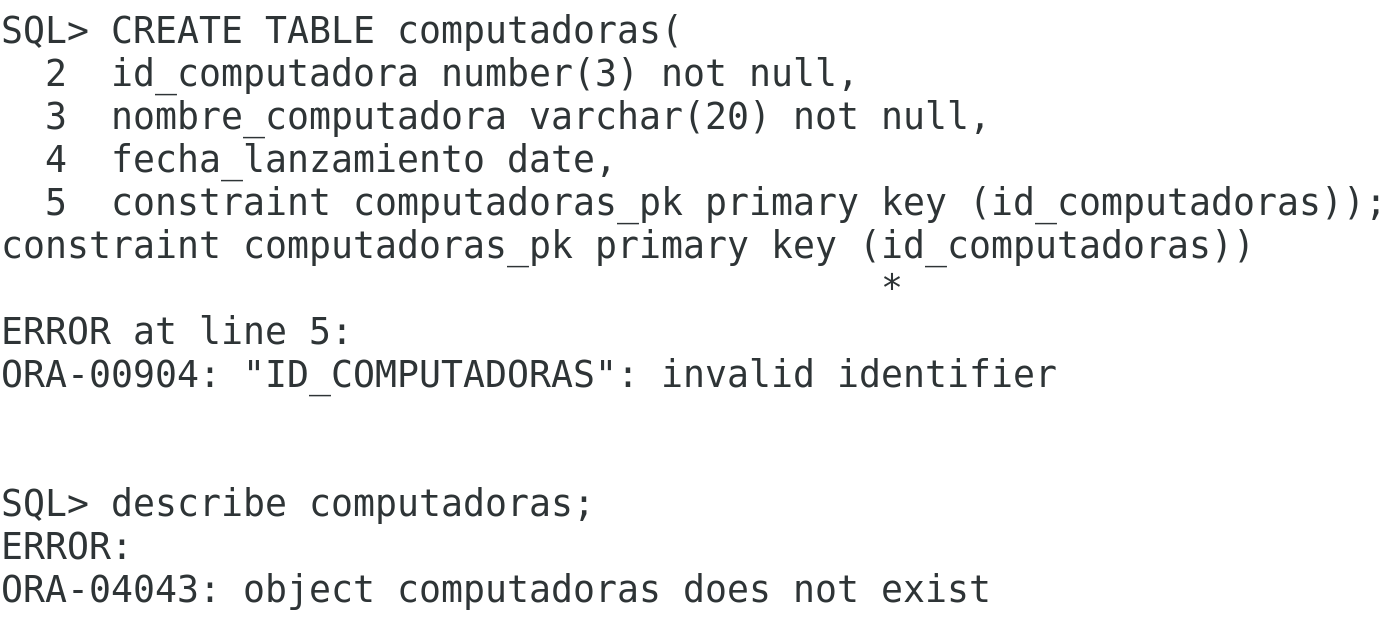 SQL> CREATE TABLE computadoras(
  2  id_computadora number(3) not null,
  3  nombre_computadora varchar(20) not null,
  4  fecha_lanzamiento date,
  5  constraint computadoras_pk primary key (id_computadoras));
constraint computadoras_pk primary key (id_computadoras))
                                        *
ERROR at line 5:
ORA-00904: "ID_COMPUTADORAS": invalid identifier
SQL> describe computadoras;
ERROR:
ORA-04043: object computadoras does not exist